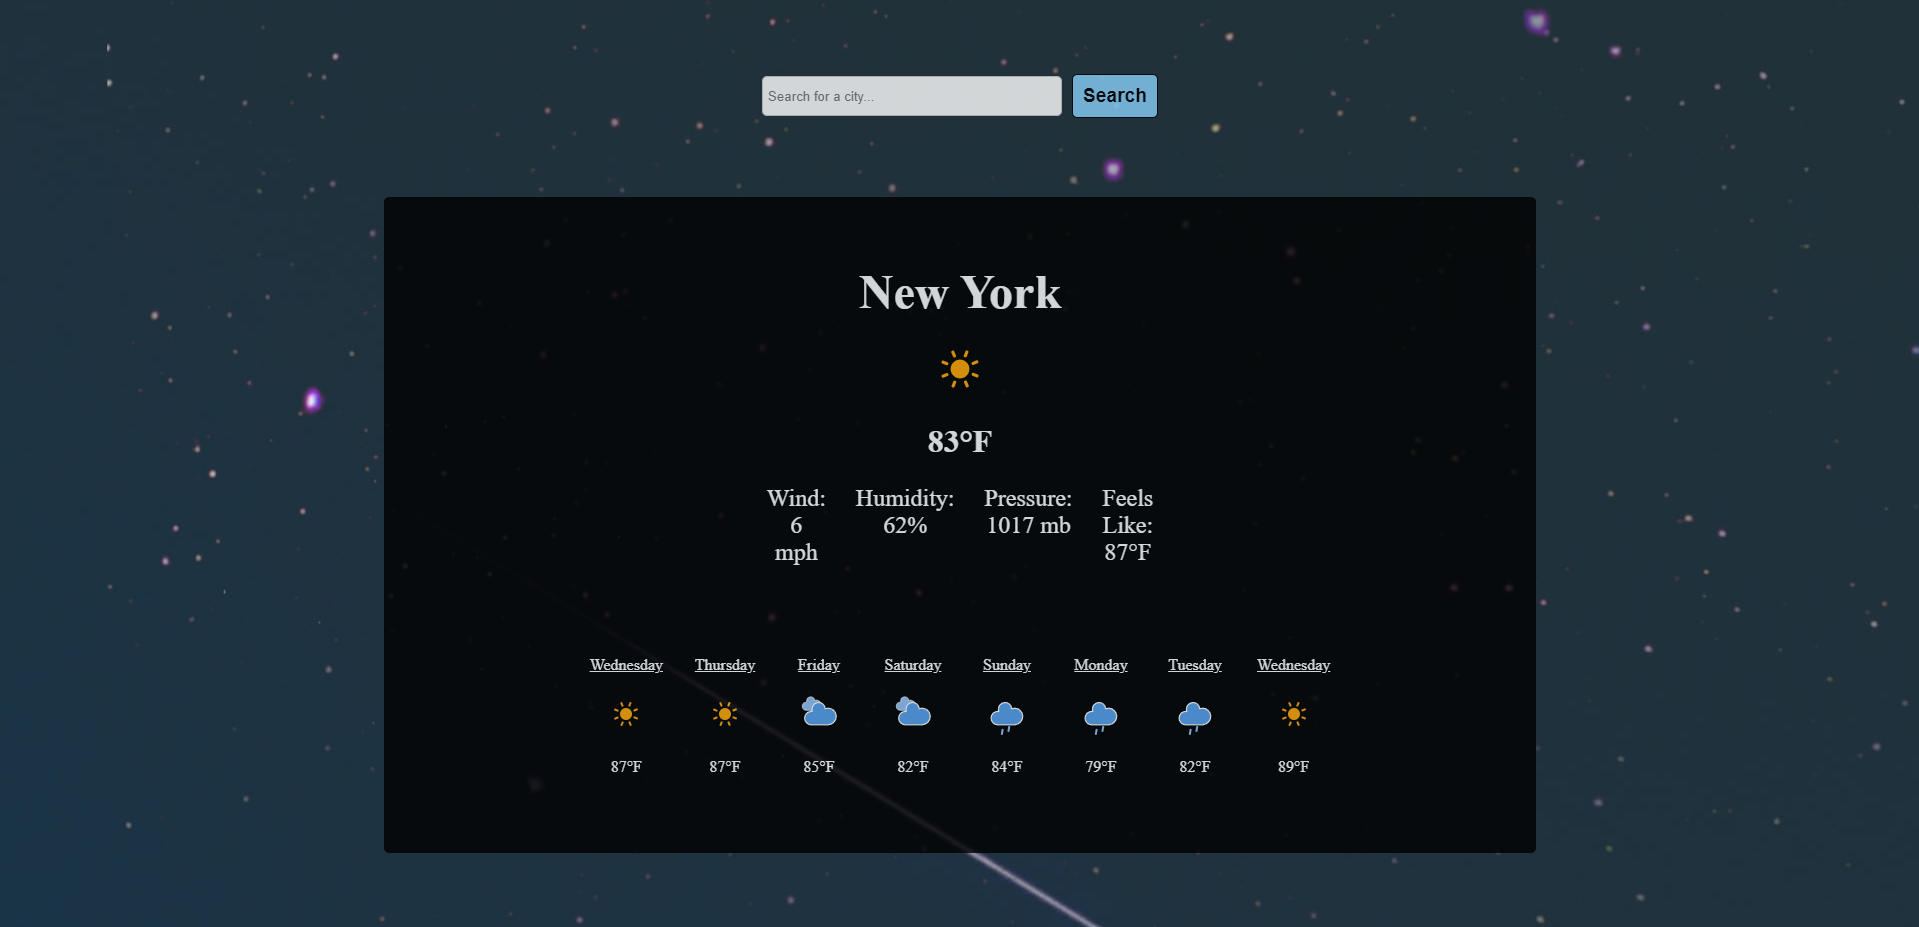 Search for a city...
Search
New York
83°F
Wind: 6 mph
Humidity: 62%
Pressure: 1017 mb
Feels Like: 87°F
Wednesday Thursday Friday Saturday Sunday Monday Tuesday Wednesday
87°F 87°F 85°F 82°F 84°F 79°F 82°F 89°F